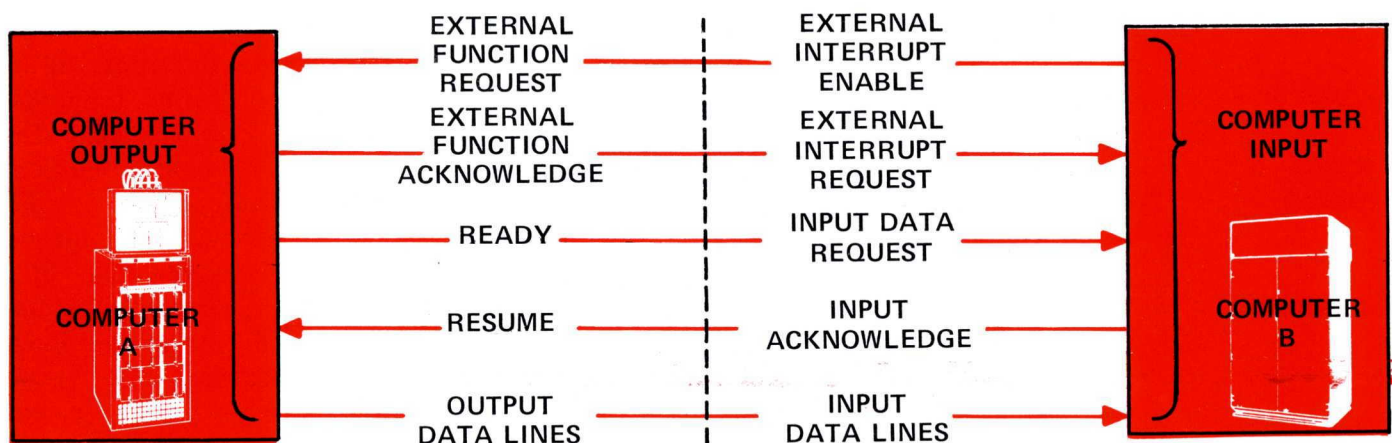 COMPUTER
OUTPUT
COMPUTER
A
EXTERNAL
FUNCTION
REQUEST
EXTERNAL
INTERRUPT
ENABLE
EXTERNAL
FUNCTION
ACKNOWLEDGE
EXTERNAL
INTERRUPT
REQUEST
READY
INPUT DATA
REQUEST
RESUME
INPUT
ACKNOWLEDGE
OUTPUT
DATA LINES
INPUT
DATA LINES
COMPUTER
INPUT
COMPUTER
B